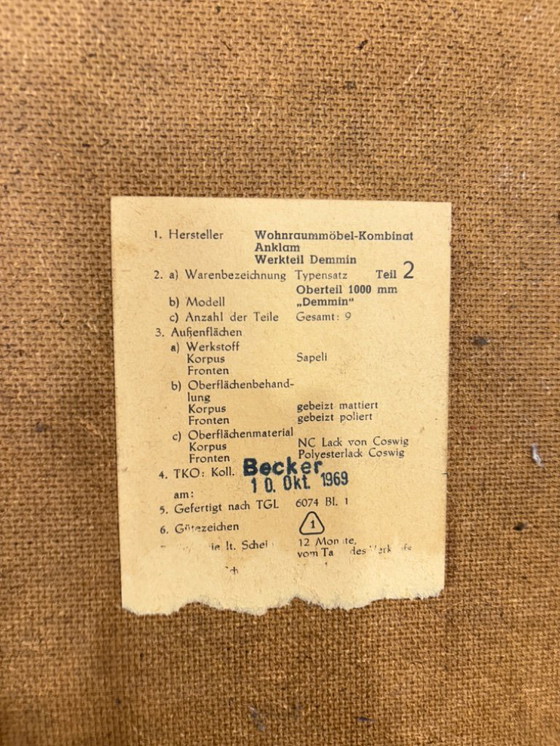 1. Hersteller Wohnraummöbel-Kombinat
Anklam
Werkteil Demmin
2. a) Warenbezeichnung Typensatz Teil 2
Oberteil 1000 mm
b) Modell „Demmin“
c) Anzahl der Teile Gesamt: 9
3. Außenflächen
a) Werkstoff
Korpus Sapeli
Fronten
b) Oberflächenbehand-
lung
Korpus gebeizt mattiert
Fronten gebeizt poliert
c) Oberflächenmaterial
Korpus NC Lack von Coswig
Fronten Polyesterlack Coswig
4. TKO: Koll. Becker
am: 10. Okt. 1969
5. Gefertigt nach TGL 6074 Bl. 1
6. Gütezeichen 1
lt. 12 Monate,
vom